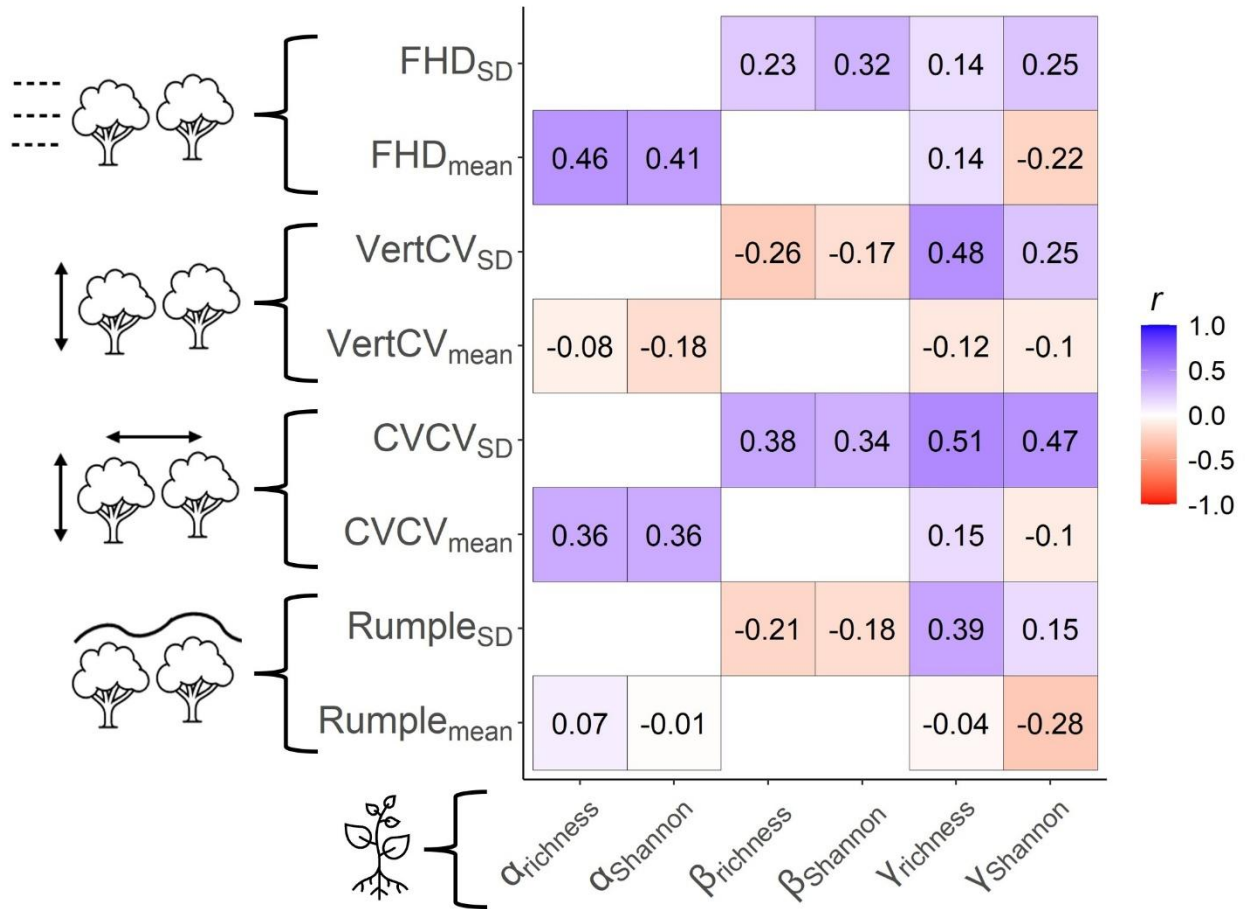 FHDSD 0.23 0.32 0.14 0.25
FHDmean 0.46 0.41 0.14 -0.22
VertCVSD -0.26 -0.17 0.48 0.25
VertCVmean -0.08 -0.18 -0.12 -0.1
CVCVSD 0.38 0.34 0.51 0.47
CVCVmean 0.36 0.36 0.15 -0.1
RumpleSD -0.21 -0.18 0.39 0.15
Rumplemean 0.07 -0.01 -0.04 -0.28
αrichness αShannon βrichness βShannon γrichness γShannon
r
1.0
0.5
0.0
-0.5
-1.0